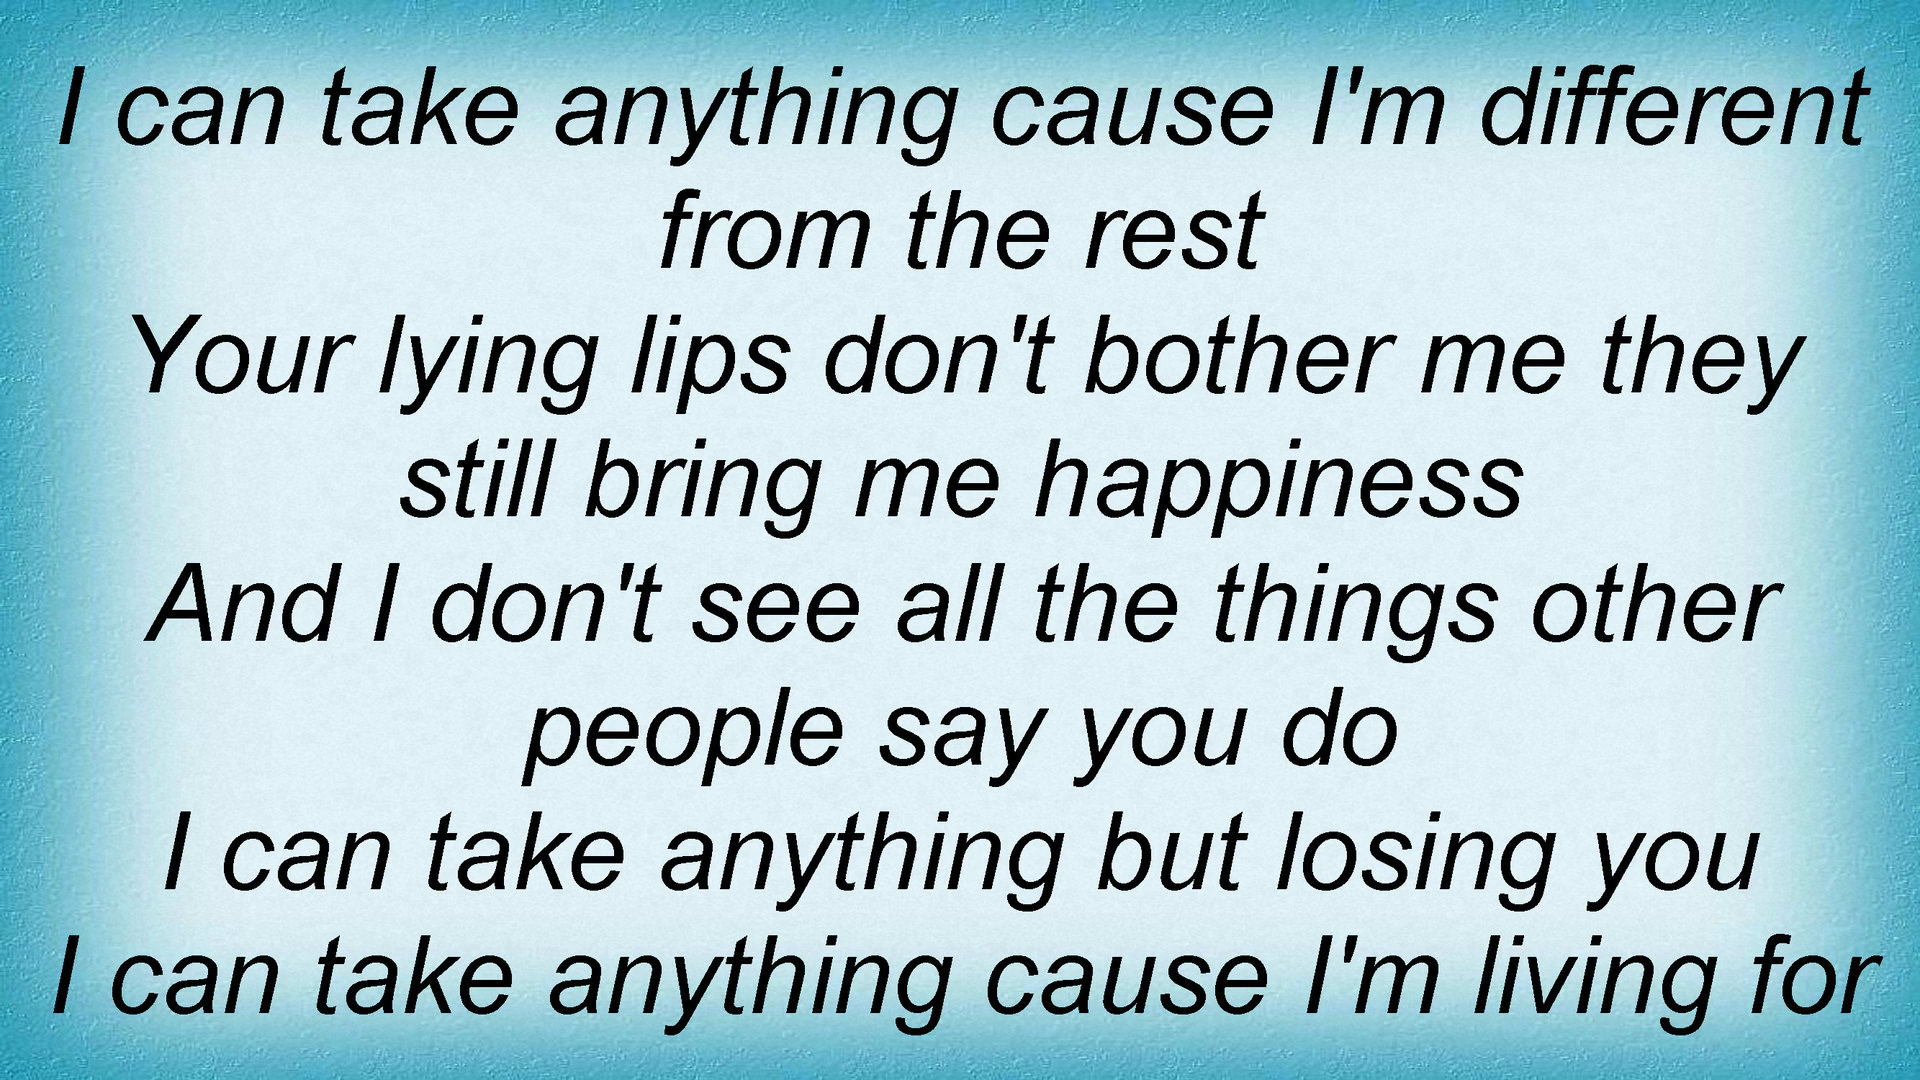 I can take anything cause I'm different
from the rest
Your lying lips don't bother me they
still bring me happiness
And I don't see all the things other
people say you do
I can take anything but losing you
I can take anything cause I'm living for